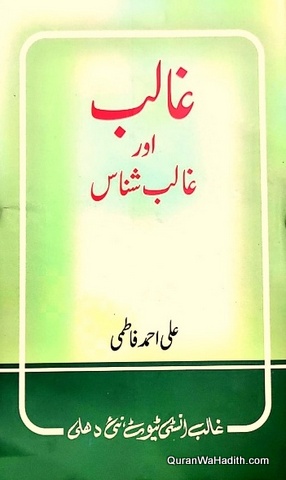 غالب
اور
غالب شناس
علی احمد فاطمی
غالب انسٹی ٹیوٹ، نئی دہلی
QuranWaHadith.com